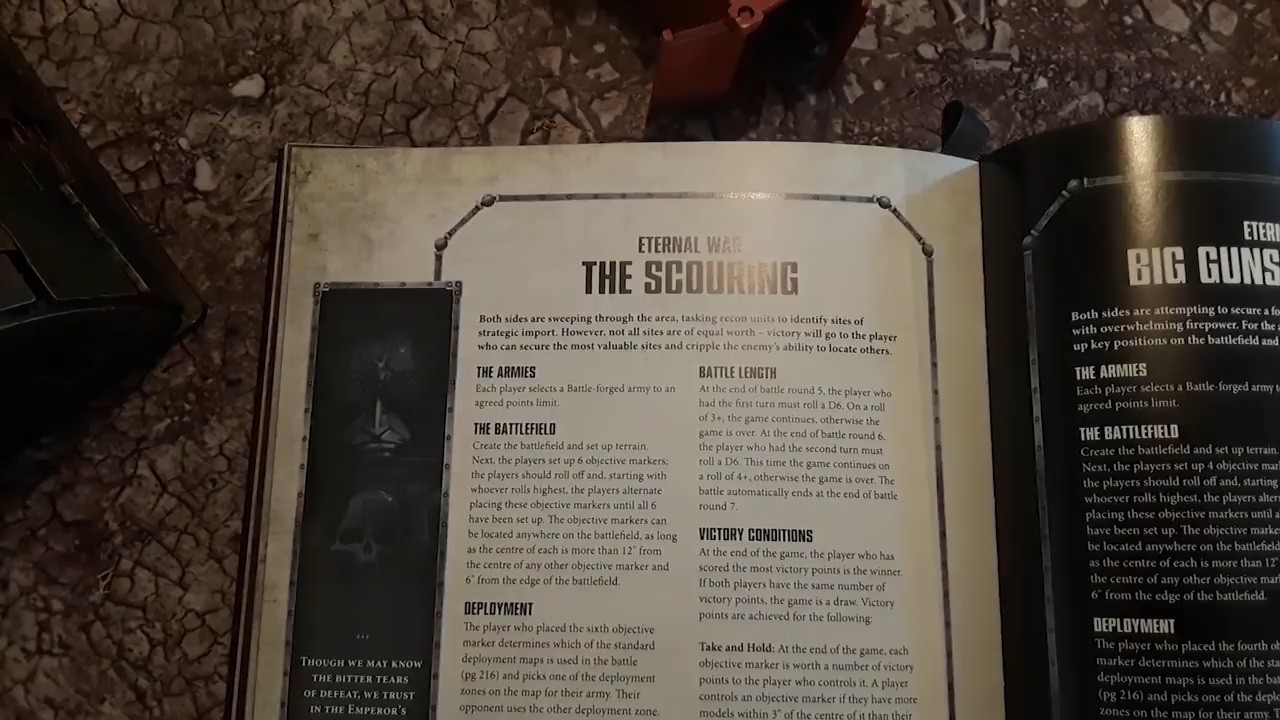 ETERNAL WAR
THE SCOURING
Both sides are sweeping through the area, tasking recon units to identify sites of
strategic import. However, not all sites are of equal worth – victory will go to the player
who can secure the most valuable sites and cripple the enemy's ability to locate others.
THE ARMIES
Each player selects a Battle-forged army to an
agreed points limit.
THE BATTLEFIELD
Create the battlefield and set up terrain.
Next, the players set up 6 objective markers;
the players should roll off and, starting with
whoever rolls highest, the players alternate
placing these objective markers until all 6
have been set up. The objective markers can
be located anywhere on the battlefield, as long
as the centre of each is more than 12" from
the centre of any other objective marker and
6" from the edge of the battlefield.
DEPLOYMENT
The player who placed the sixth objective
marker determines which of the standard
deployment maps is used in the battle
(pg 216) and picks one of the deployment
zones on the map for their army. Their
opponent uses the other deployment zone.
BATTLE LENGTH
At the end of battle round 5, the player who
had the first turn must roll a D6. On a roll
of 3+, the game continues, otherwise the
game is over. At the end of battle round 6,
the player who had the second turn must
roll a D6. This time the game continues on
a roll of 4+, otherwise the game is over. The
battle automatically ends at the end of battle
round 7.
VICTORY CONDITIONS
At the end of the game, the player who has
scored the most victory points is the winner.
If both players have the same number of
victory points, the game is a draw. Victory
points are achieved for the following:
Take and Hold: At the end of the game, each
objective marker is worth a number of victory
points to the player who controls it. A player
controls an objective marker if they have more
models within 3" of the centre of it than their
...
THOUGH WE MAY KNOW
THE BITTER TEARS
OF DEFEAT, WE TRUST
IN THE EMPEROR'S
BIG GUNS
Both sides are attempting to secure a
with overwhelming firepower. For the
up key positions on the battlefield and
THE ARMIES
Each player selects a Battle-forged army
agreed points limit.
THE BATTLEFIELD
Create the battlefield and set up terrain.
Next, the players set up 4 objective
the players should roll off and, starting
whoever rolls highest, the players
placing these objective markers until
have been set up. The objective
be located anywhere on the battlefield
as the centre of each is more than 12"
the centre of any other objective
6" from the edge of the battlefield.
DEPLOYMENT
The player who placed the fourth
marker determines which of the
deployment maps is used in the
(pg 216) and picks one of the
zones on the map for their army.